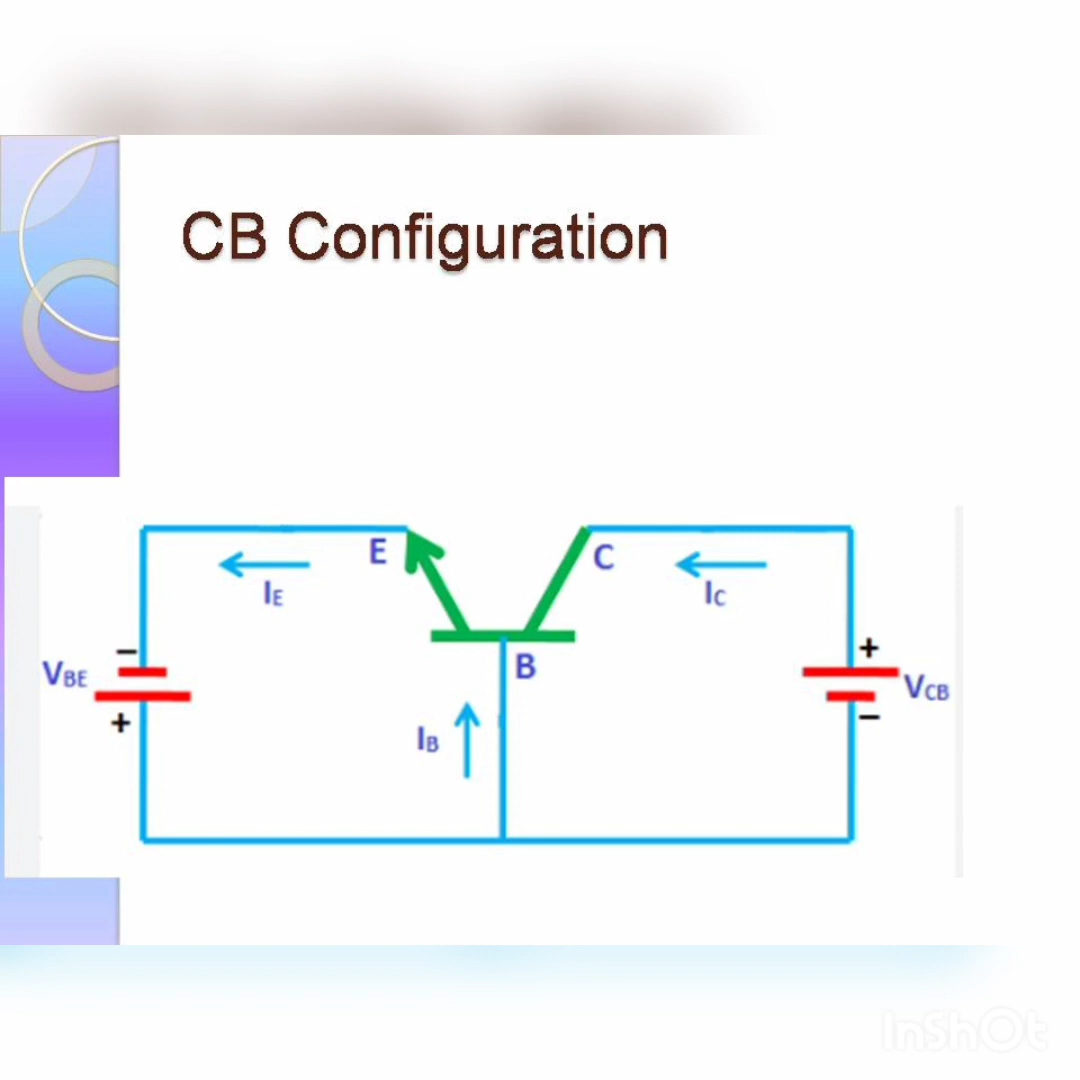 CB Configuration
E
C
IE
IC
−
VBE
+
B
+
VCB
−
IB
InShOt